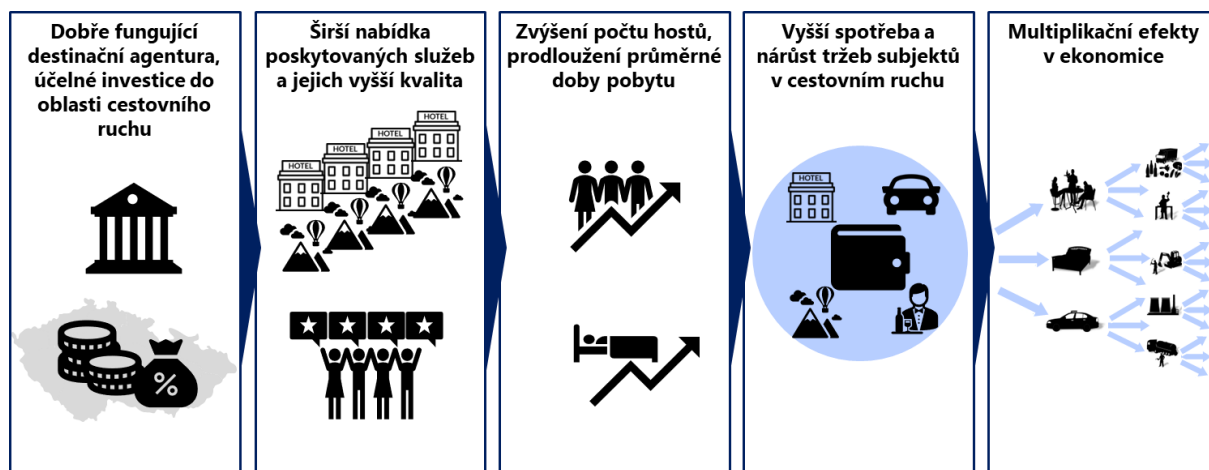 Dobře fungující
destinační agentura,
účelné investice do
oblasti cestovního
ruchu
Širší nabídka
poskytovaných služeb
a jejich vyšší kvalita
HOTEL
HOTEL
HOTEL
HOTEL
Zvýšení počtu hostů,
prodloužení průměrné
doby pobytu
Vyšší spotřeba a
nárůst tržeb subjektů
v cestovním ruchu
HOTEL
Multiplikační efekty
v ekonomice
%